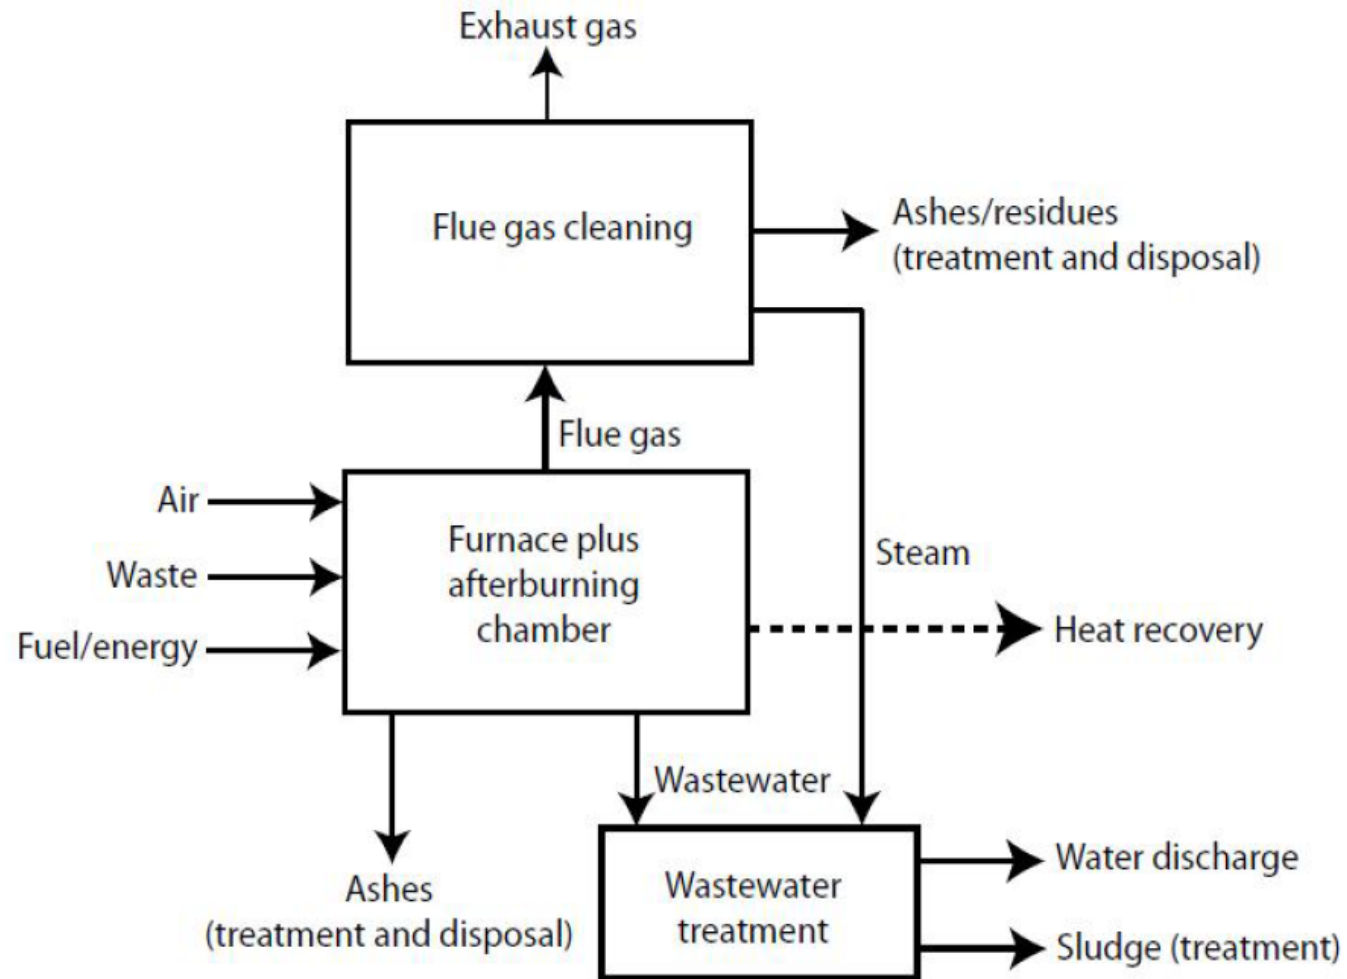 Exhaust gas
Flue gas cleaning
Ashes/residues
(treatment and disposal)
Flue gas
Air
Waste
Fuel/energy
Furnace plus
afterburning
chamber
Steam
Heat recovery
Wastewater
Ashes
(treatment and disposal)
Wastewater
treatment
Water discharge
Sludge (treatment)